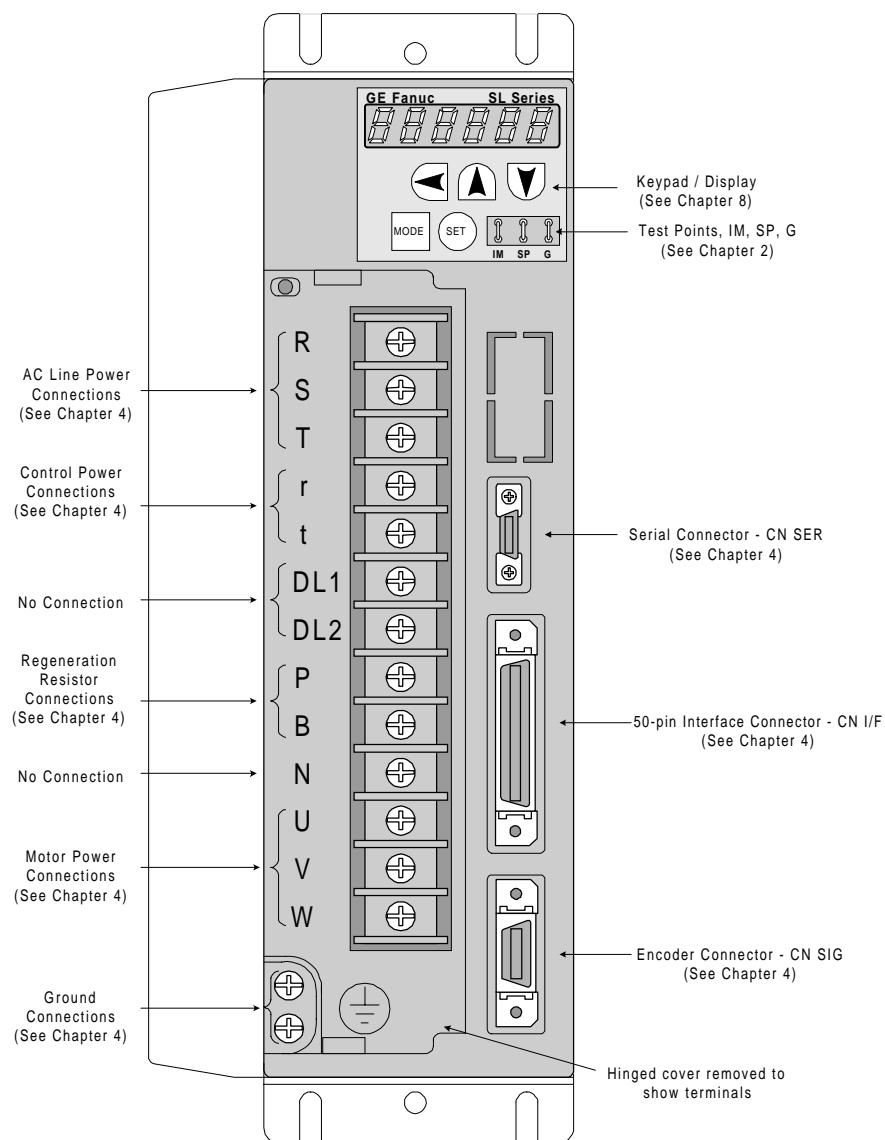 GE Fanuc SL Series
Keypad / Display
(See Chapter 8)
MODE
SET
IM SP G
Test Points, IM, SP, G
(See Chapter 2)
R
S
T
AC Line Power
Connections
(See Chapter 4)
r
t
Control Power
Connections
(See Chapter 4)
Serial Connector - CN SER
(See Chapter 4)
DL1
DL2
No Connection
P
B
Regeneration
Resistor
Connections
(See Chapter 4)
50-pin Interface Connector - CN I/F
(See Chapter 4)
N
No Connection
U
V
W
Motor Power
Connections
(See Chapter 4)
Encoder Connector - CN SIG
(See Chapter 4)
Ground
Connections
(See Chapter 4)
Hinged cover removed to
show terminals